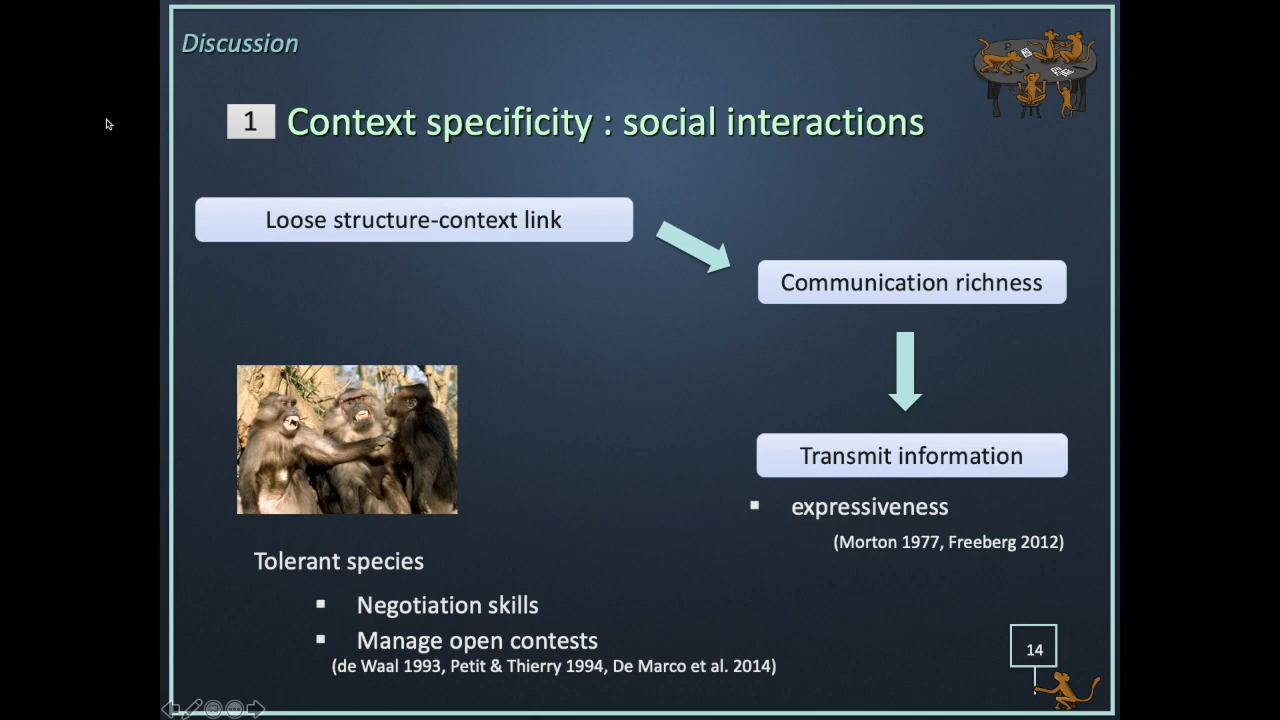 Discussion
1 Context specificity : social interactions
Loose structure-context link
Communication richness
Transmit information
▪ expressiveness
(Morton 1977, Freeberg 2012)
Tolerant species
▪ Negotiation skills
▪ Manage open contests
(de Waal 1993, Petit & Thierry 1994, De Marco et al. 2014)
14